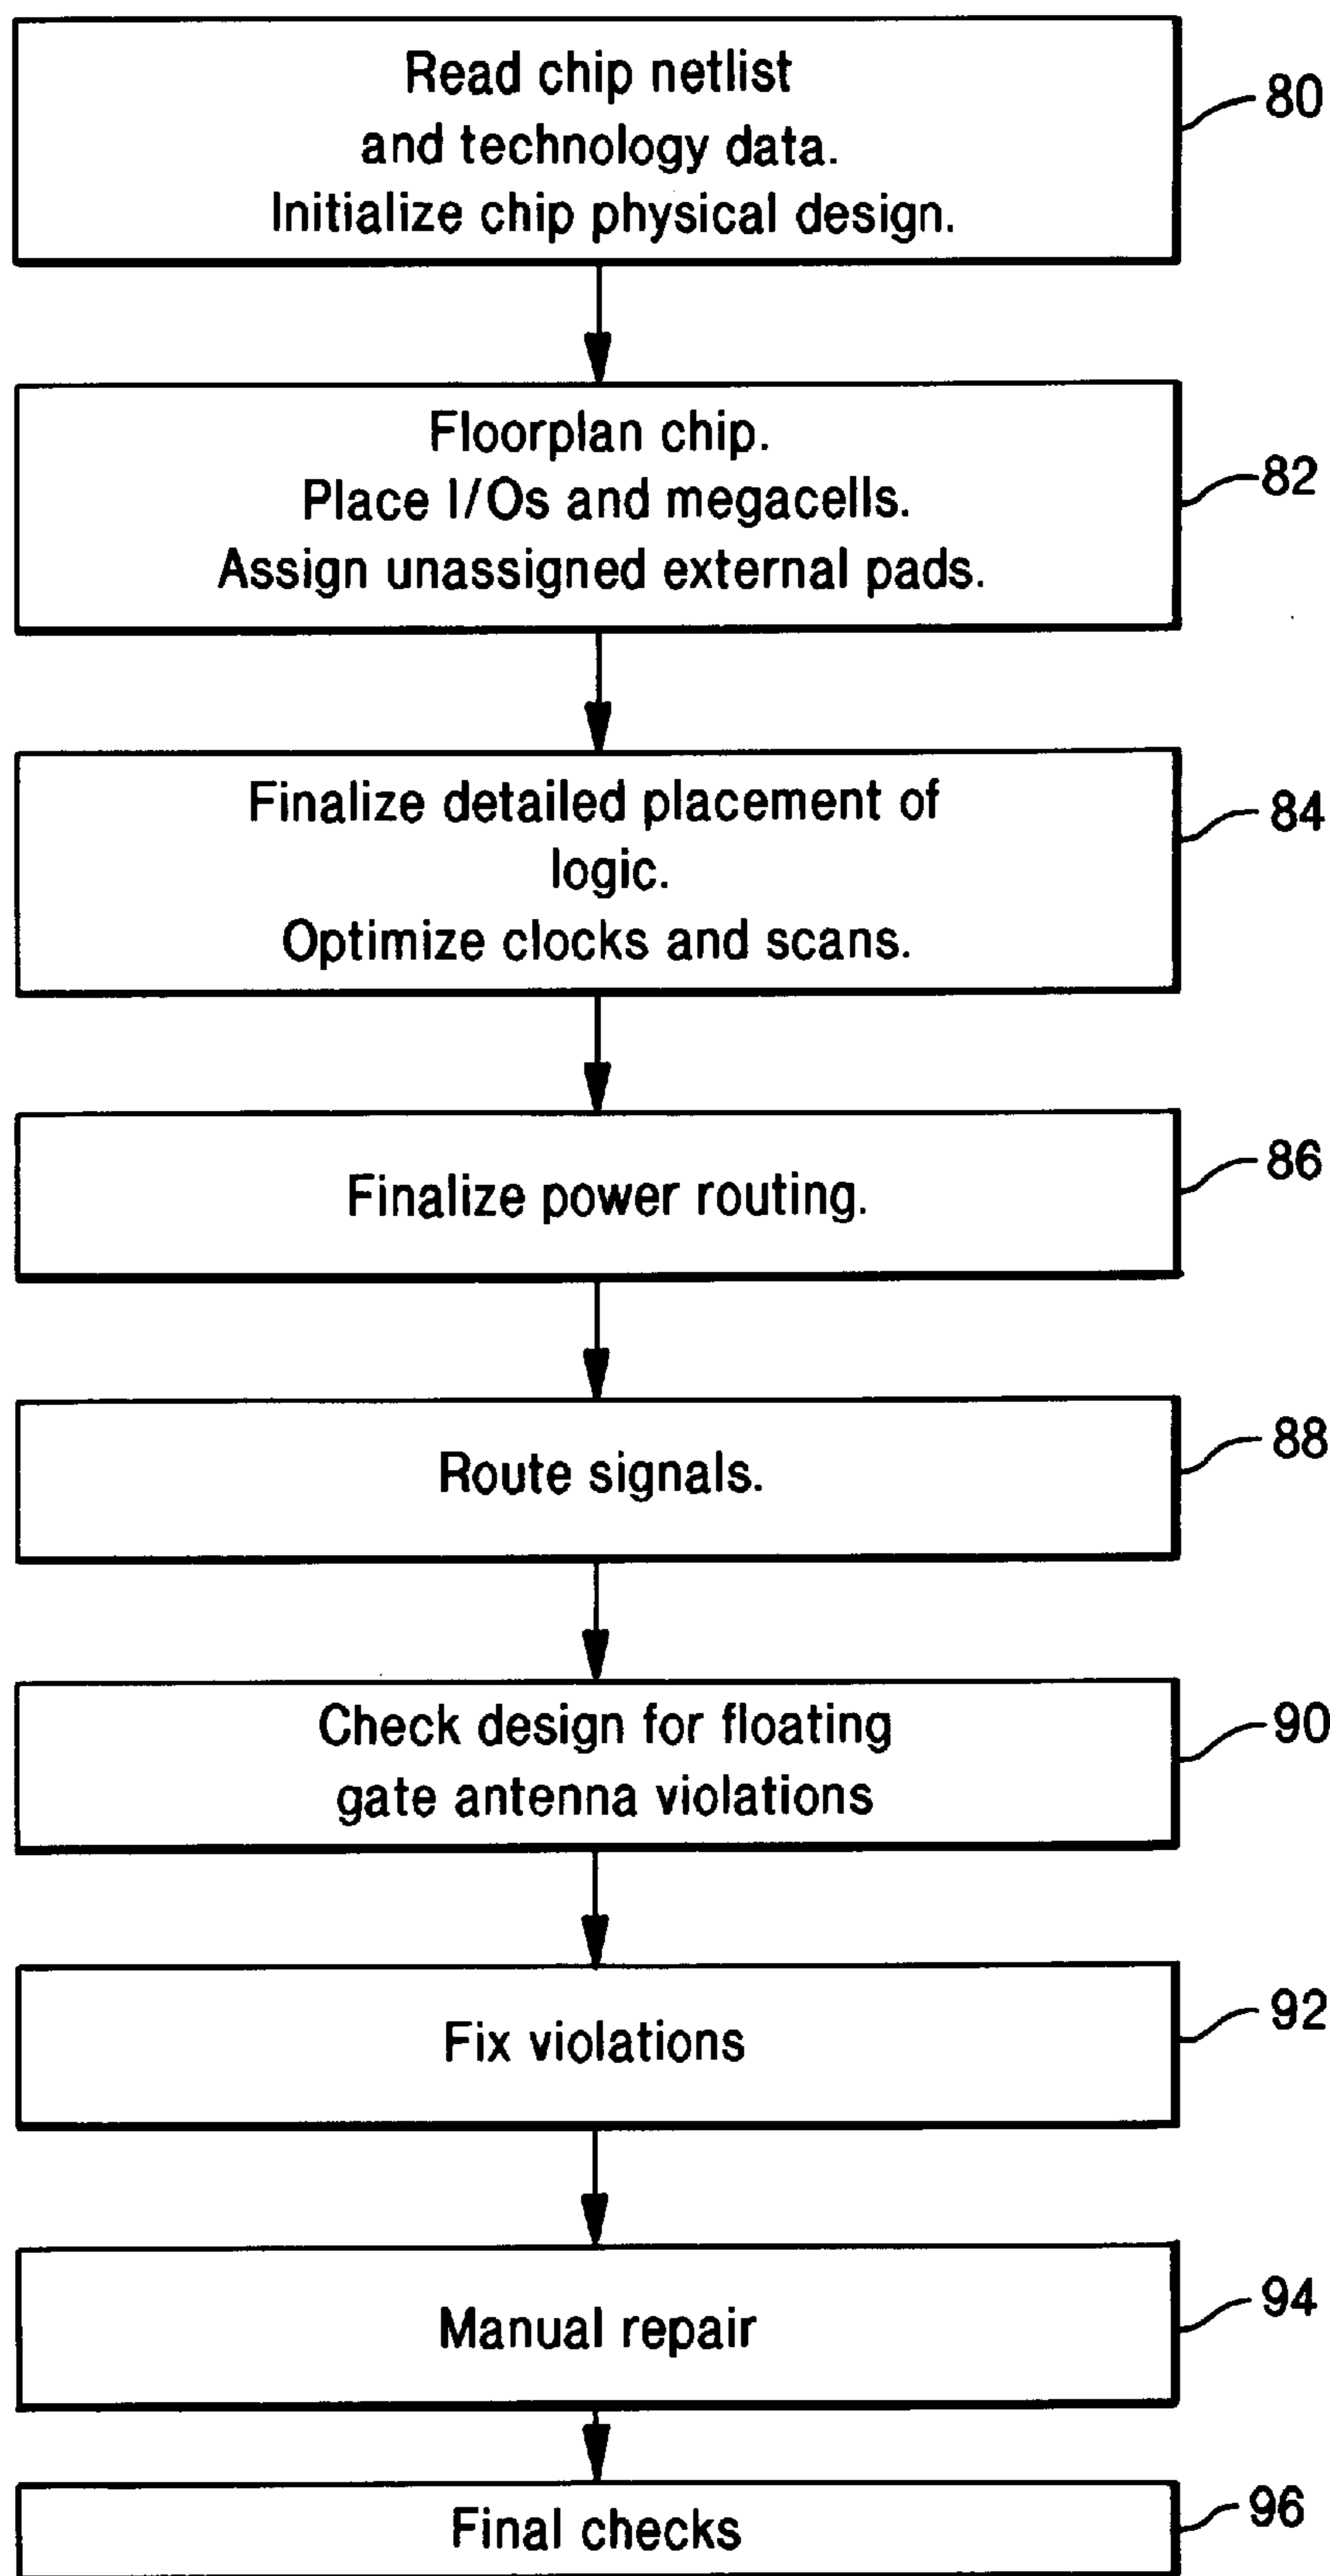 Read chip netlist
and technology data.
Initialize chip physical design.
80
Floorplan chip.
Place I/Os and megacells.
Assign unassigned external pads.
82
Finalize detailed placement of
logic.
Optimize clocks and scans.
84
Finalize power routing.
86
Route signals.
88
Check design for floating
gate antenna violations
90
Fix violations
92
Manual repair
94
Final checks
96